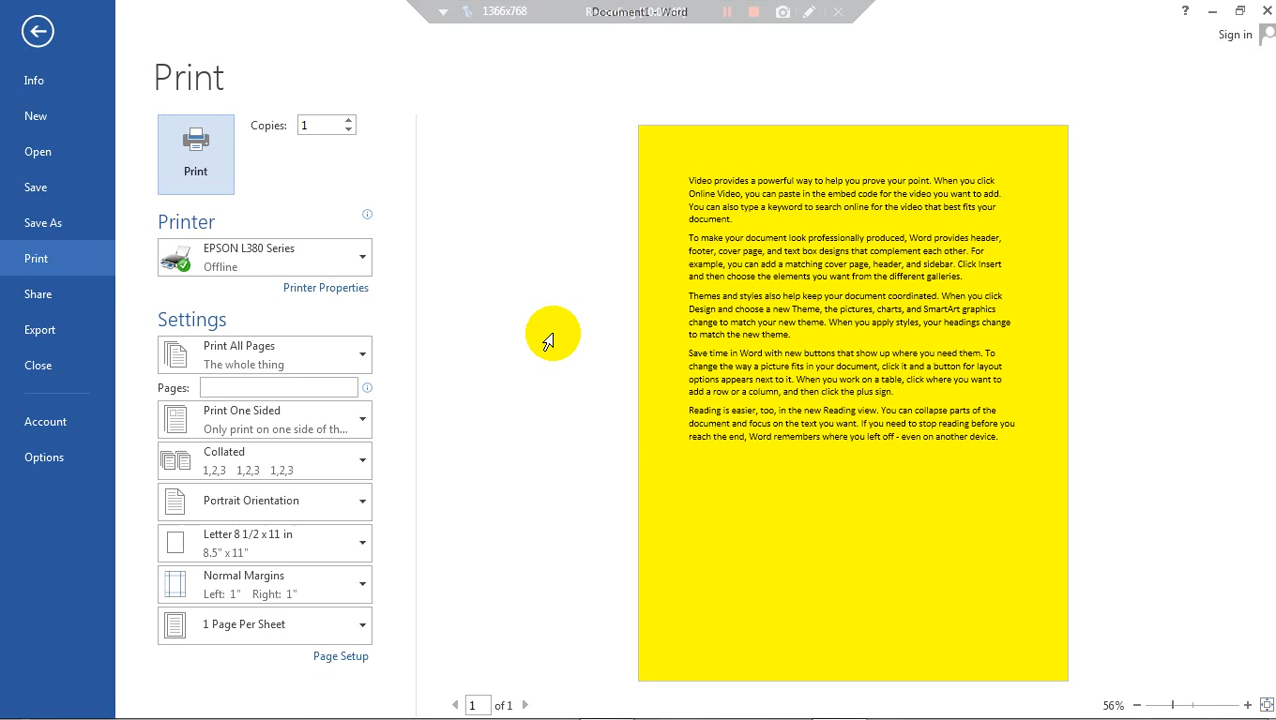 1366x768
Document1 - Word
?
Sign in
Info
New
Open
Save
Save As
Print
Share
Export
Close
Account
Options
Print
Print
Copies: 1
Printer
EPSON L380 Series
Offline
Printer Properties
Settings
Print All Pages
The whole thing
Pages:
Print One Sided
Only print on one side of th...
Collated
1,2,3 1,2,3 1,2,3
Portrait Orientation
Letter 8 1/2 x 11 in
8.5" x 11"
Normal Margins
Left: 1" Right: 1"
1 Page Per Sheet
Page Setup
Video provides a powerful way to help you prove your point. When you click
Online Video, you can paste in the embed code for the video you want to add.
You can also type a keyword to search online for the video that best fits your
document.
To make your document look professionally produced, Word provides header,
footer, cover page, and text box designs that complement each other. For
example, you can add a matching cover page, header, and sidebar. Click Insert
and then choose the elements you want from the different galleries.
Themes and styles also help keep your document coordinated. When you click
Design and choose a new Theme, the pictures, charts, and SmartArt graphics
change to match your new theme. When you apply styles, your headings change
to match the new theme.
Save time in Word with new buttons that show up where you need them. To
change the way a picture fits in your document, click it and a button for layout
options appears next to it. When you work on a table, click where you want to
add a row or a column, and then click the plus sign.
Reading is easier, too, in the new Reading view. You can collapse parts of the
document and focus on the text you want. If you need to stop reading before you
reach the end, Word remembers where you left off - even on another device.
1 of 1
56%